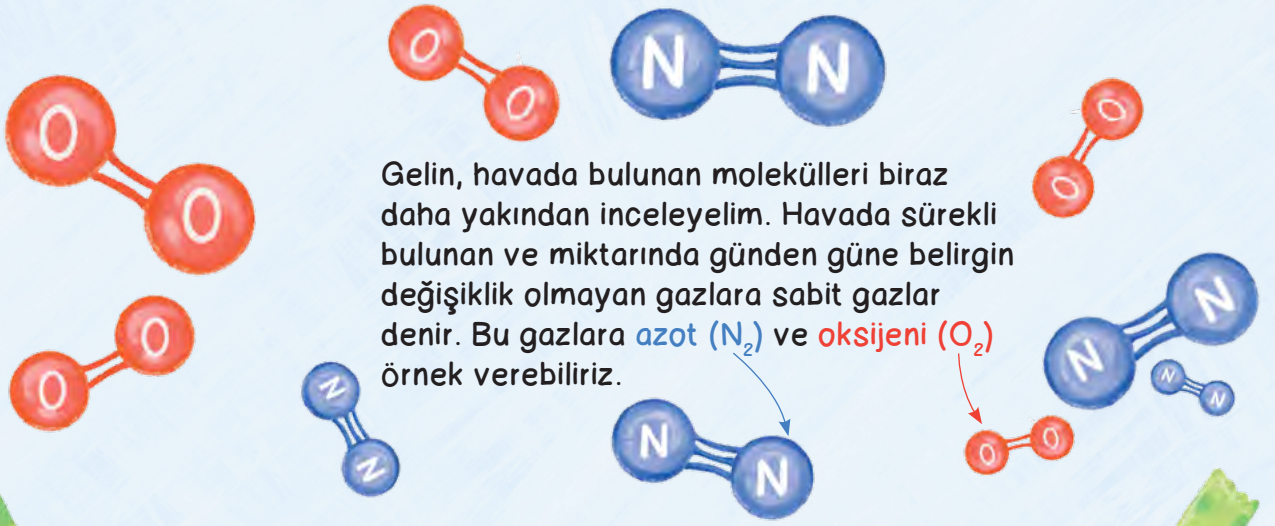 O O
N N
O O
O O
Gelin, havada bulunan molekülleri biraz
daha yakından inceleyelim. Havada sürekli
bulunan ve miktarında günden güne belirgin
değişiklik olmayan gazlara sabit gazlar
denir. Bu gazlara azot (N₂) ve oksijeni (O₂)
örnek verebiliriz.
N N
N N
O O
N N
N N
O O